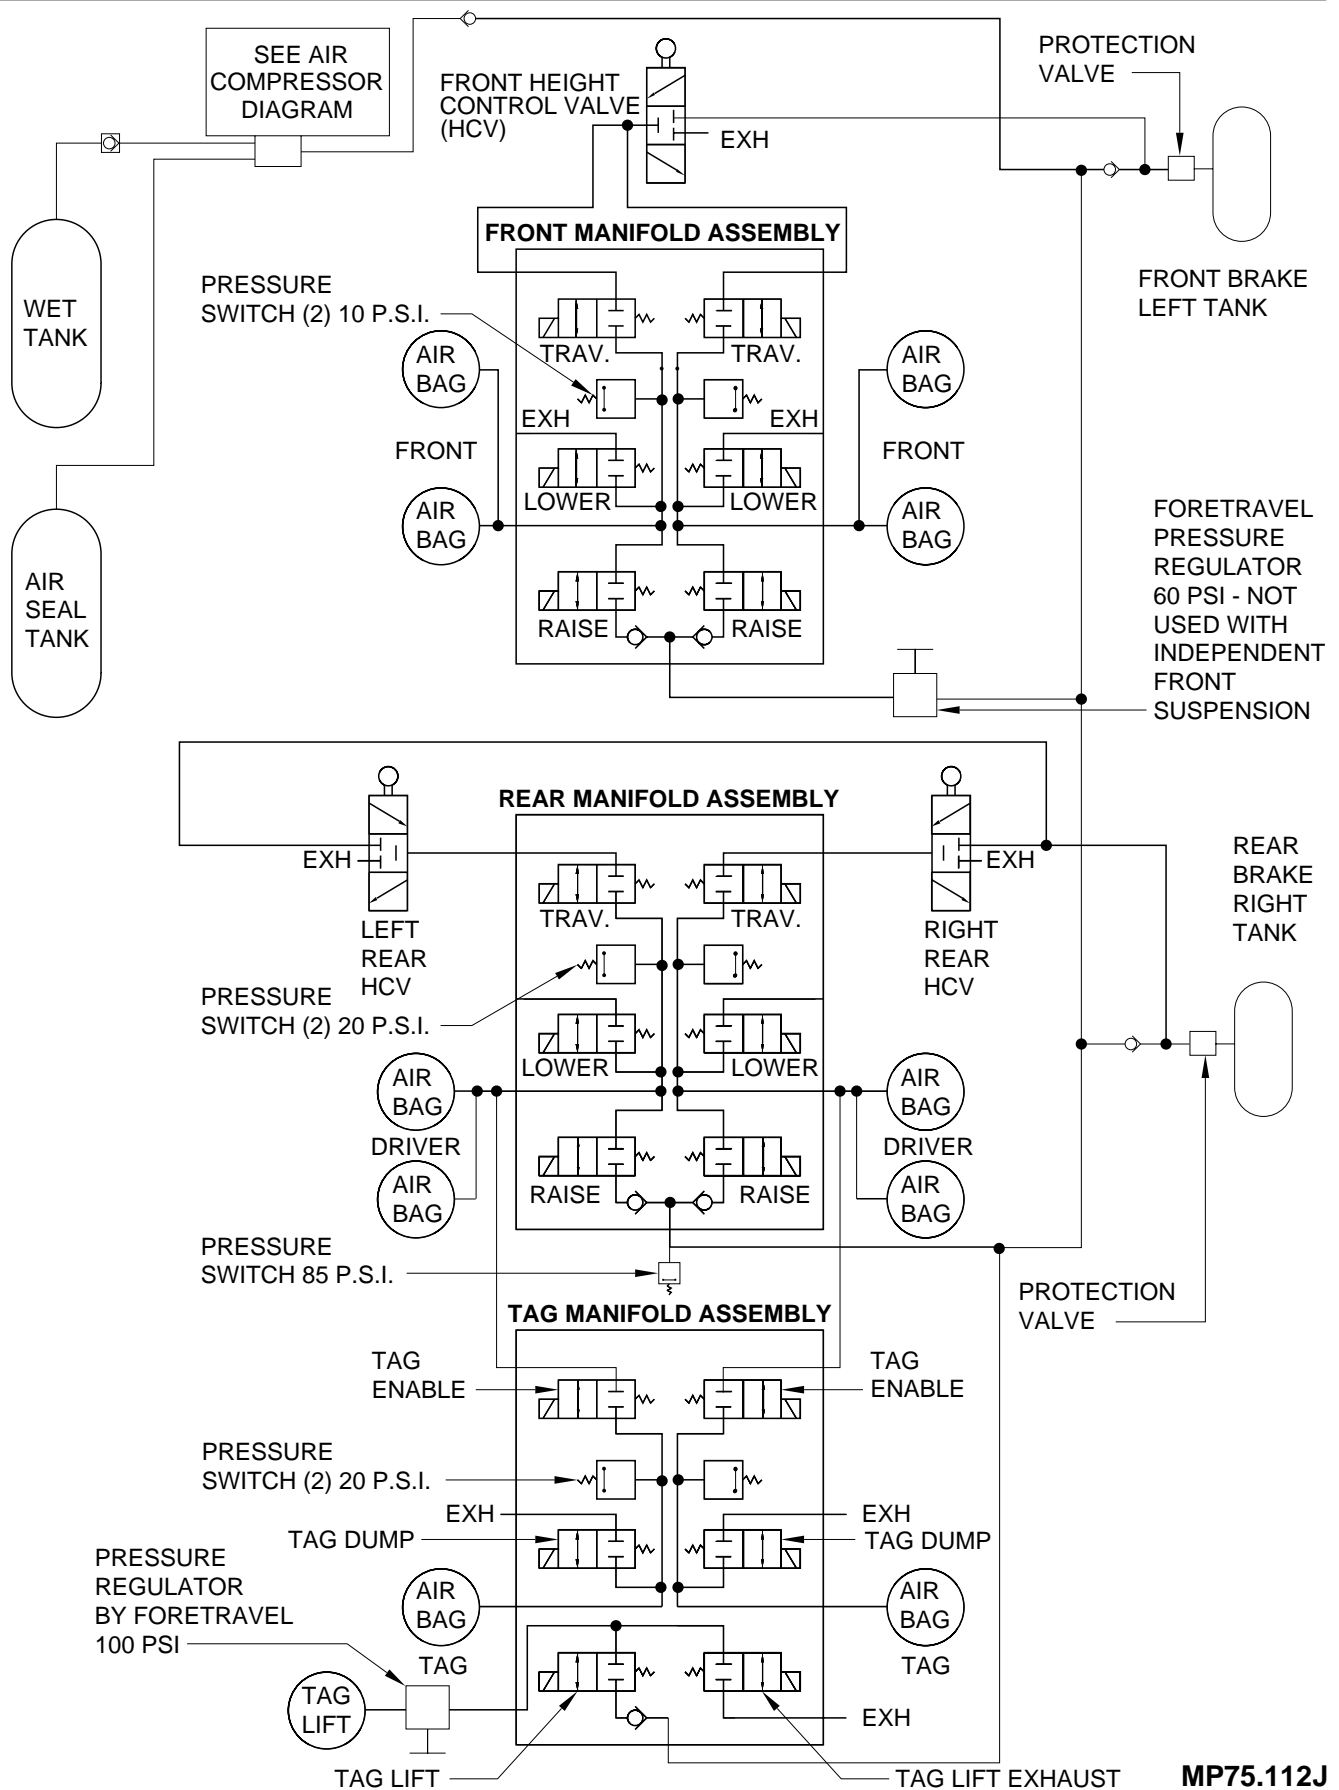 SEE AIR
COMPRESSOR
DIAGRAM
FRONT HEIGHT
CONTROL VALVE
(HCV)
EXH
PROTECTION
VALVE
WET
TANK
FRONT MANIFOLD ASSEMBLY
FRONT BRAKE
LEFT TANK
PRESSURE
SWITCH (2) 10 P.S.I.
TRAV.
TRAV.
AIR
BAG
AIR
BAG
EXH
EXH
FRONT
FRONT
LOWER
LOWER
AIR
BAG
AIR
BAG
AIR
SEAL
TANK
RAISE
RAISE
FORETRAVEL
PRESSURE
REGULATOR
60 PSI - NOT
USED WITH
INDEPENDENT
FRONT
SUSPENSION
REAR MANIFOLD ASSEMBLY
EXH
EXH
TRAV.
TRAV.
LEFT
REAR
HCV
RIGHT
REAR
HCV
REAR
BRAKE
RIGHT
TANK
PRESSURE
SWITCH (2) 20 P.S.I.
LOWER
LOWER
AIR
BAG
AIR
BAG
DRIVER
DRIVER
AIR
BAG
AIR
BAG
RAISE
RAISE
PRESSURE
SWITCH 85 P.S.I.
PROTECTION
VALVE
TAG MANIFOLD ASSEMBLY
TAG
ENABLE
TAG
ENABLE
PRESSURE
SWITCH (2) 20 P.S.I.
EXH
EXH
TAG DUMP
TAG DUMP
PRESSURE
REGULATOR
BY FORETRAVEL
100 PSI
AIR
BAG
AIR
BAG
TAG
TAG
TAG
LIFT
EXH
TAG LIFT
TAG LIFT EXHAUST
MP75.112J